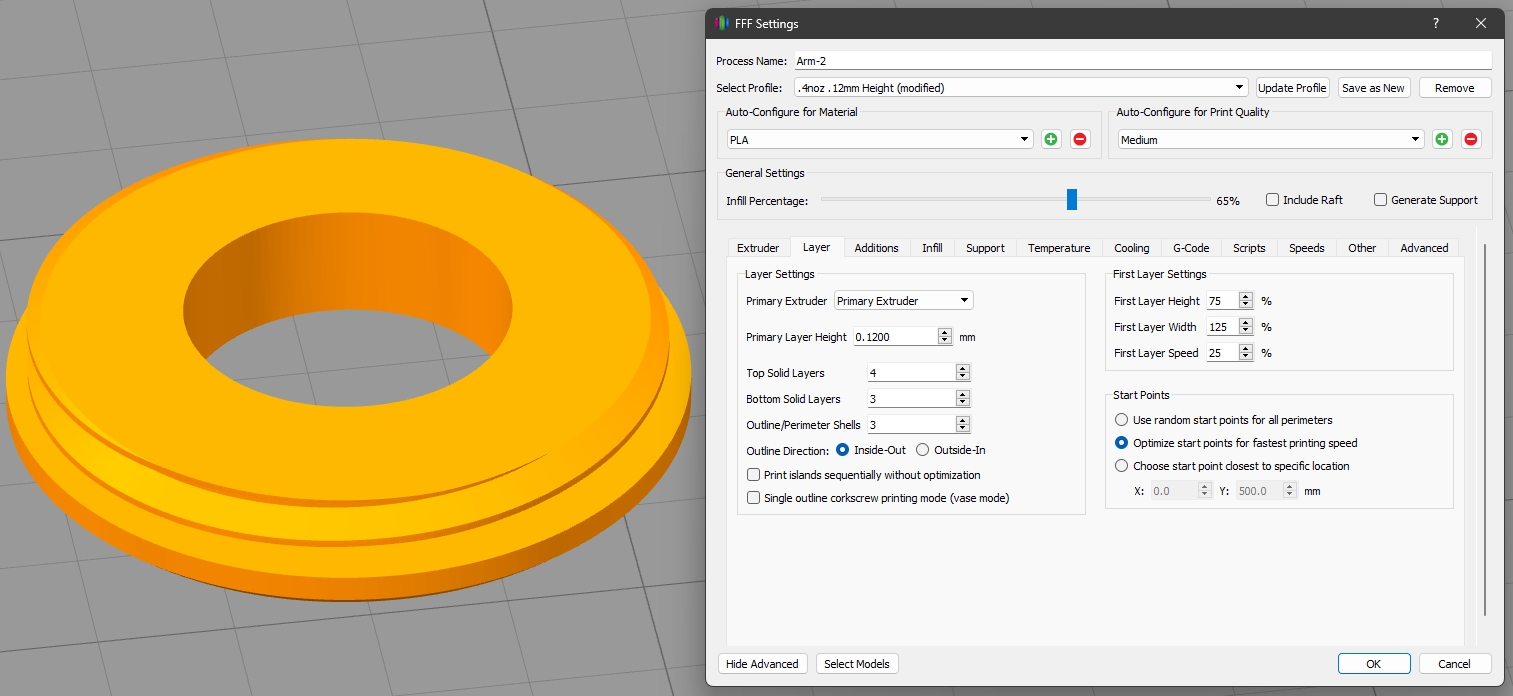 FFF Settings
?
Process Name: Arm-2
Select Profile: .4noz .12mm Height (modified) Update Profile Save as New Remove
Auto-Configure for Material
PLA
Auto-Configure for Print Quality
Medium
General Settings
Infill Percentage: 65% Include Raft Generate Support
Extruder Layer Additions Infill Support Temperature Cooling G-Code Scripts Speeds Other Advanced
Layer Settings
Primary Extruder Primary Extruder
Primary Layer Height 0.1200 mm
Top Solid Layers 4
Bottom Solid Layers 3
Outline/Perimeter Shells 3
Outline Direction: Inside-Out Outside-In
Print islands sequentially without optimization
Single outline corkscrew printing mode (vase mode)
First Layer Settings
First Layer Height 75 %
First Layer Width 125 %
First Layer Speed 25 %
Start Points
Use random start points for all perimeters
Optimize start points for fastest printing speed
Choose start point closest to specific location
X: 0.0 Y: 500.0 mm
Hide Advanced Select Models OK Cancel